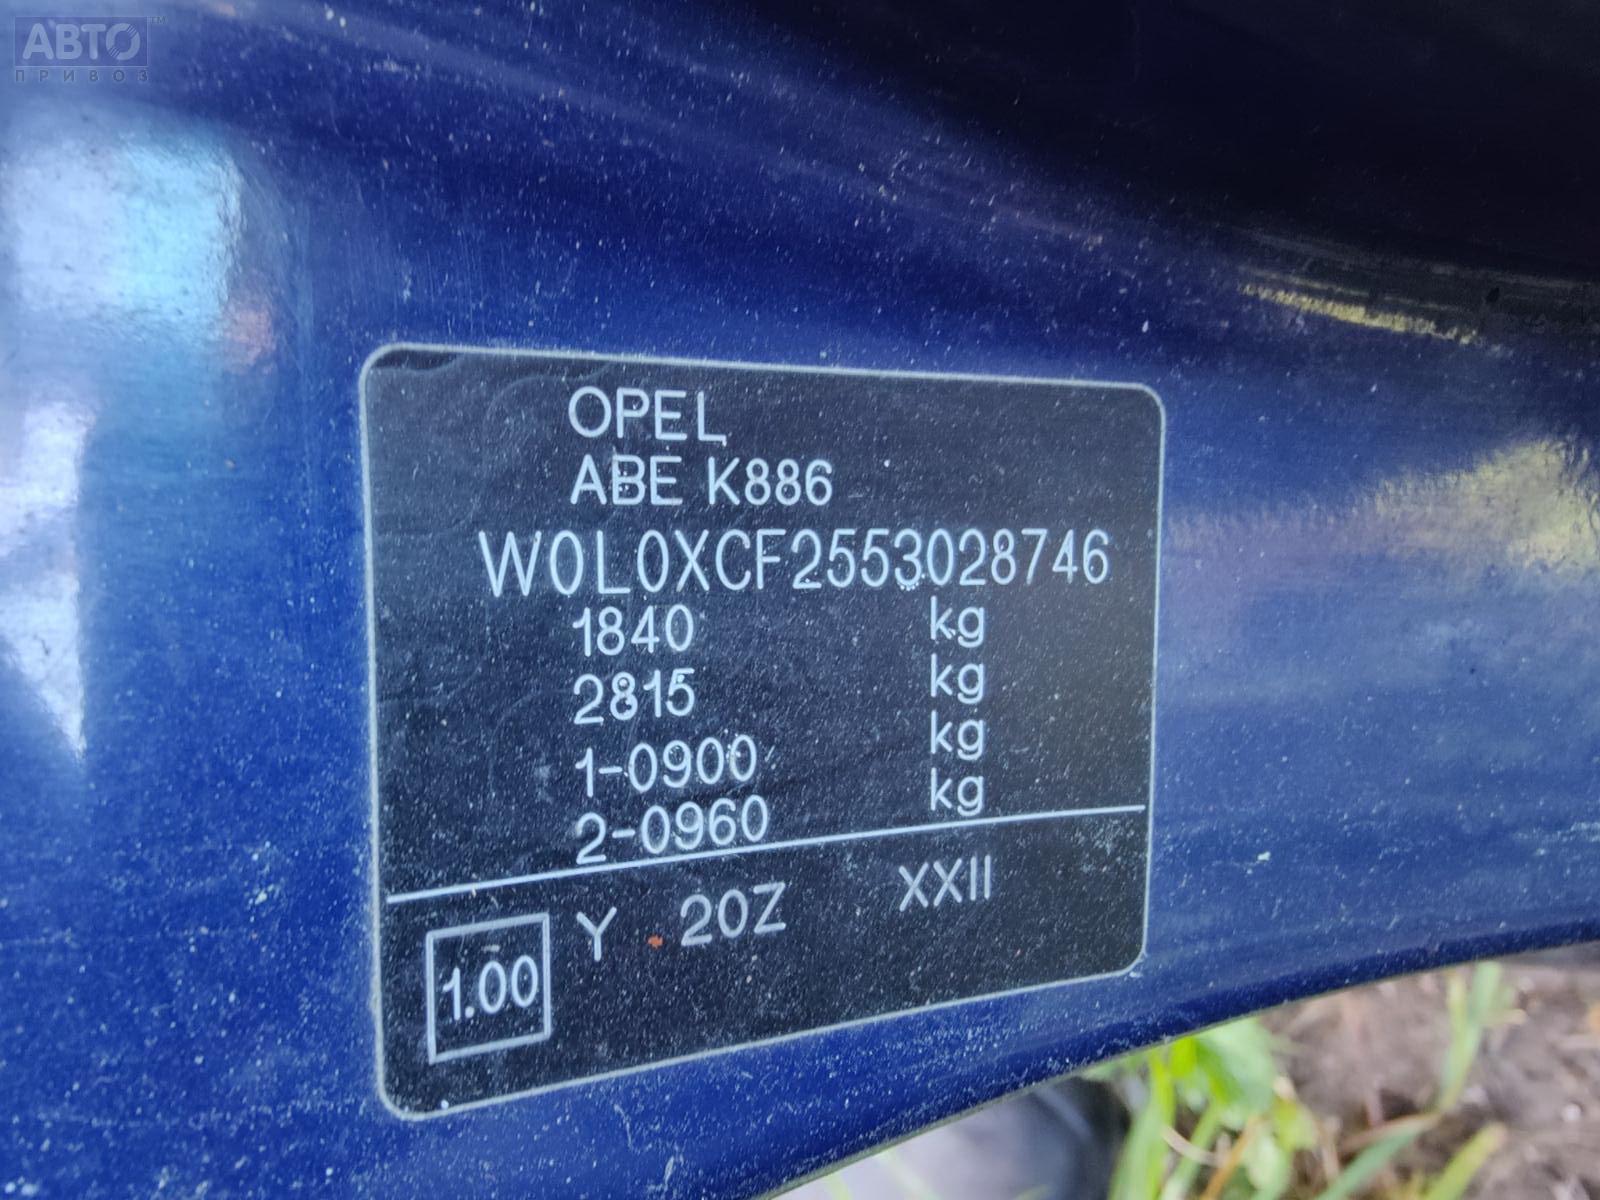 АВТО™
ПРИВОЗ
OPEL
ABE K886
W0L0XCF2553028746
1840 kg
2815 kg
1-0900 kg
2-0960 kg
1.00 Y 20Z XXII